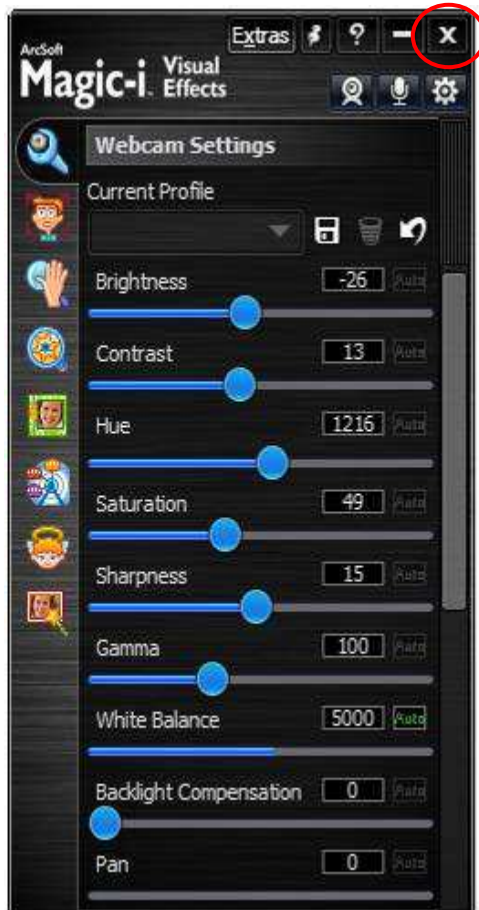 Extras ? X
ArcSoft
Magic-i. Visual
Effects
Webcam Settings
Current Profile
Brightness -26 Auto
Contrast 13 Auto
Hue 1216 Auto
Saturation 49 Auto
Sharpness 15 Auto
Gamma 100 Auto
White Balance 5000 Auto
Backlight Compensation 0 Auto
Pan 0 Auto